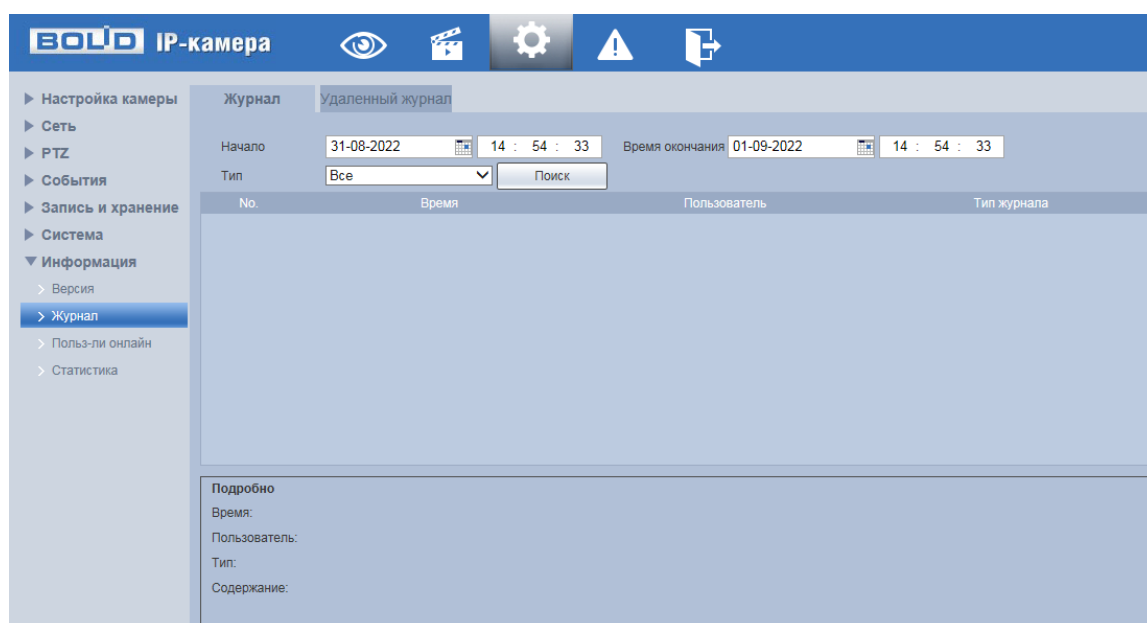 BOLID IP-камера
Настройка камеры
Сеть
PTZ
События
Запись и хранение
Система
Информация
Версия
Журнал
Польз-ли онлайн
Статистика
Журнал Удаленный журнал
Начало 31-08-2022 14 : 54 : 33 Время окончания 01-09-2022 14 : 54 : 33
Тип Все Поиск
No. Время Пользователь Тип журнала
Подробно
Время:
Пользователь:
Тип:
Содержание: